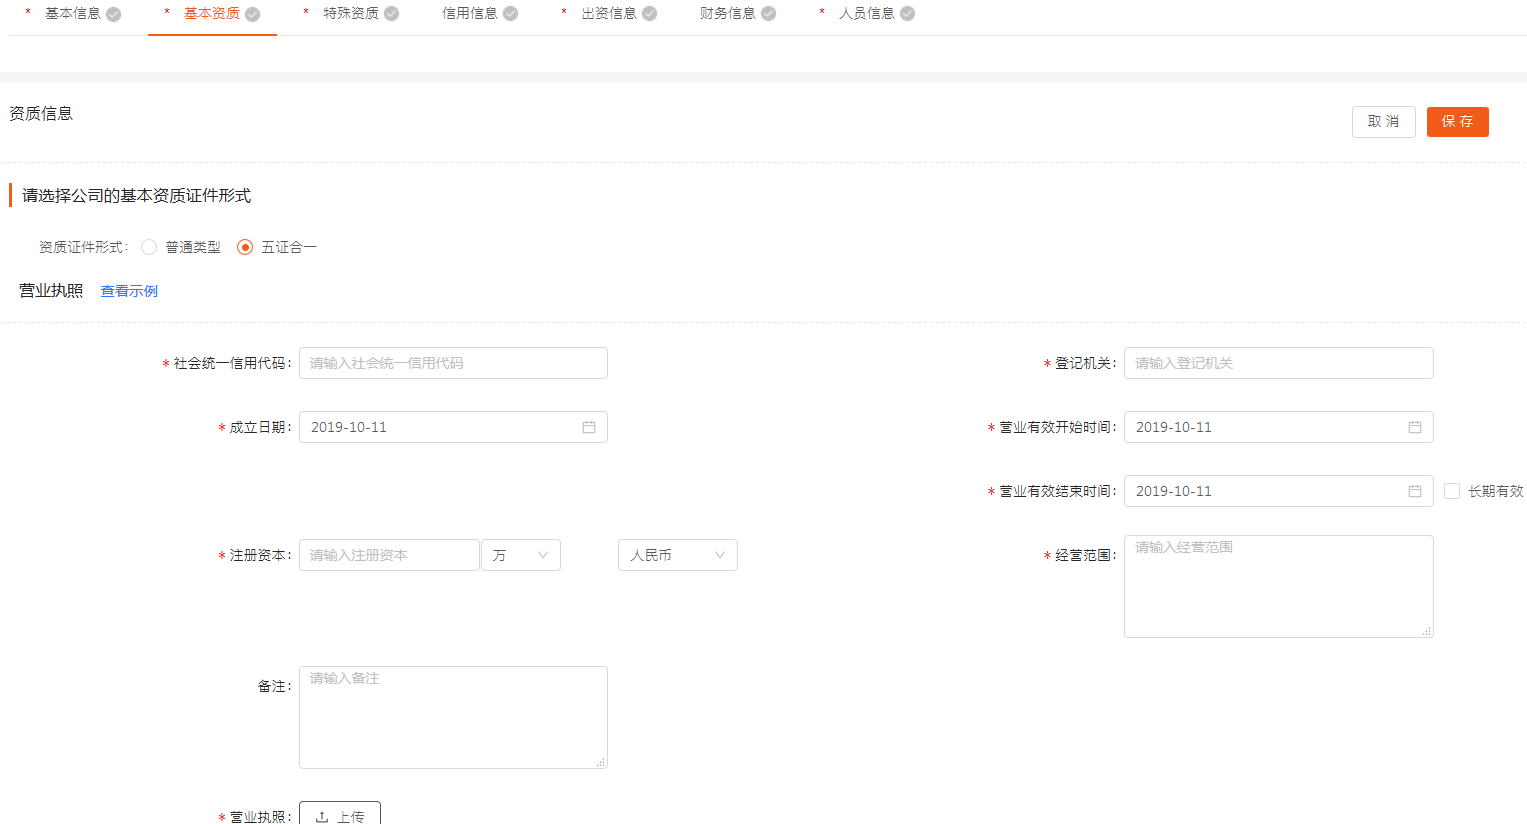 * 基本信息 * 基本资质 * 特殊资质 信用信息 * 出资信息 财务信息 * 人员信息
资质信息
取 消 保 存
请选择公司的基本资质证件形式
资质证件形式: 普通类型 五证合一
营业执照 查看示例
* 社会统一信用代码: 请输入社会统一信用代码 * 登记机关: 请输入登记机关
* 成立日期: 2019-10-11 * 营业有效开始时间: 2019-10-11
* 营业有效结束时间: 2019-10-11 长期有效
* 注册资本: 请输入注册资本 万 人民币 * 经营范围: 请输入经营范围
备注: 请输入备注
* 营业执照: 上传